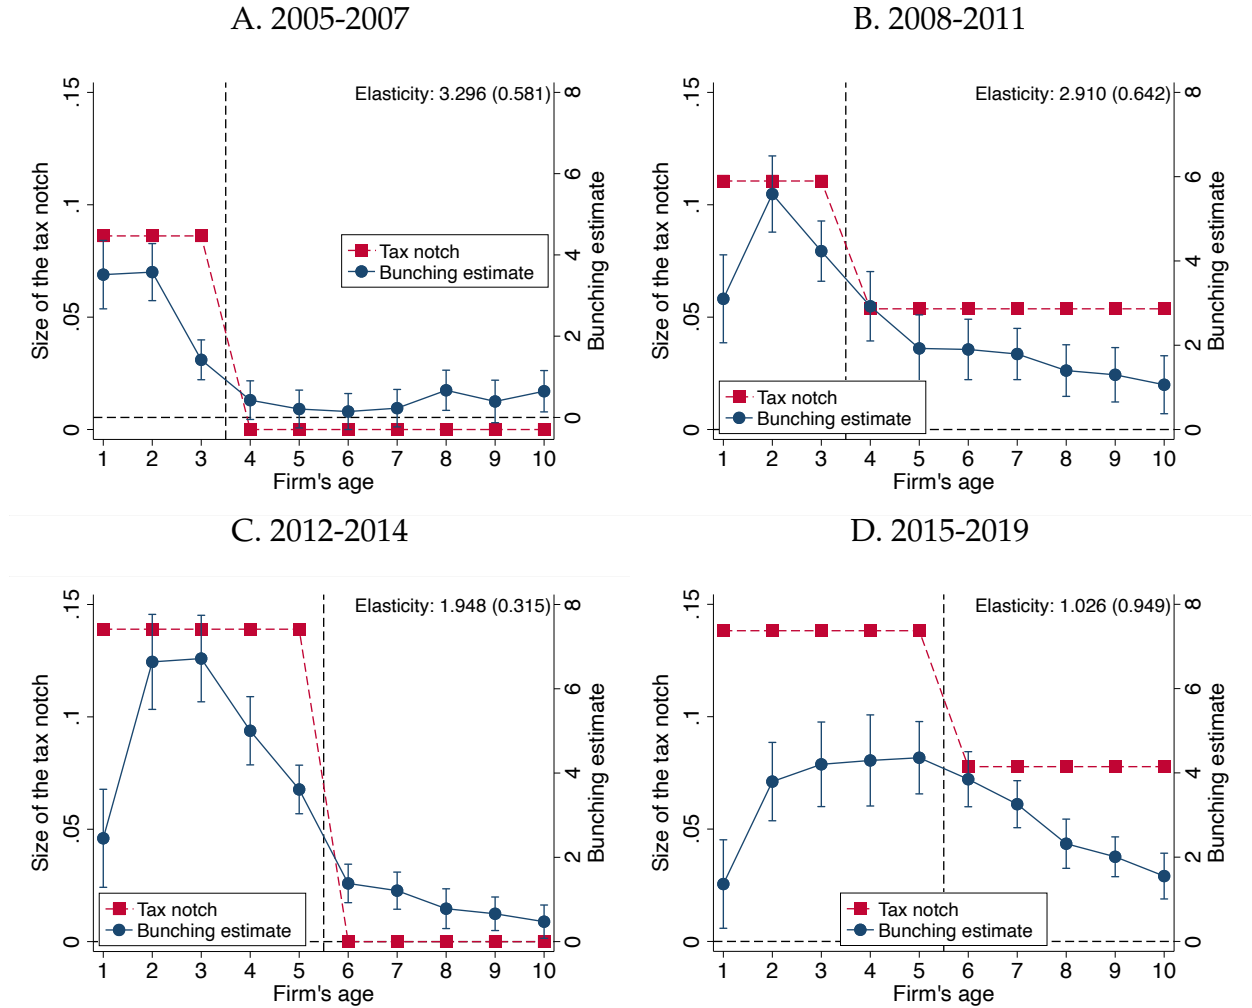 A. 2005-2007
Elasticity: 3.296 (0.581)
Size of the tax notch
0 .05 .1 .15
Bunching estimate
0 2 4 6 8
Tax notch
Bunching estimate
1 2 3 4 5 6 7 8 9 10
Firm's age
B. 2008-2011
Elasticity: 2.910 (0.642)
Size of the tax notch
0 .05 .1 .15
Bunching estimate
0 2 4 6 8
Tax notch
Bunching estimate
1 2 3 4 5 6 7 8 9 10
Firm's age
C. 2012-2014
Elasticity: 1.948 (0.315)
Size of the tax notch
0 .05 .1 .15
Bunching estimate
0 2 4 6 8
Tax notch
Bunching estimate
1 2 3 4 5 6 7 8 9 10
Firm's age
D. 2015-2019
Elasticity: 1.026 (0.949)
Size of the tax notch
0 .05 .1 .15
Bunching estimate
0 2 4 6 8
Tax notch
Bunching estimate
1 2 3 4 5 6 7 8 9 10
Firm's age